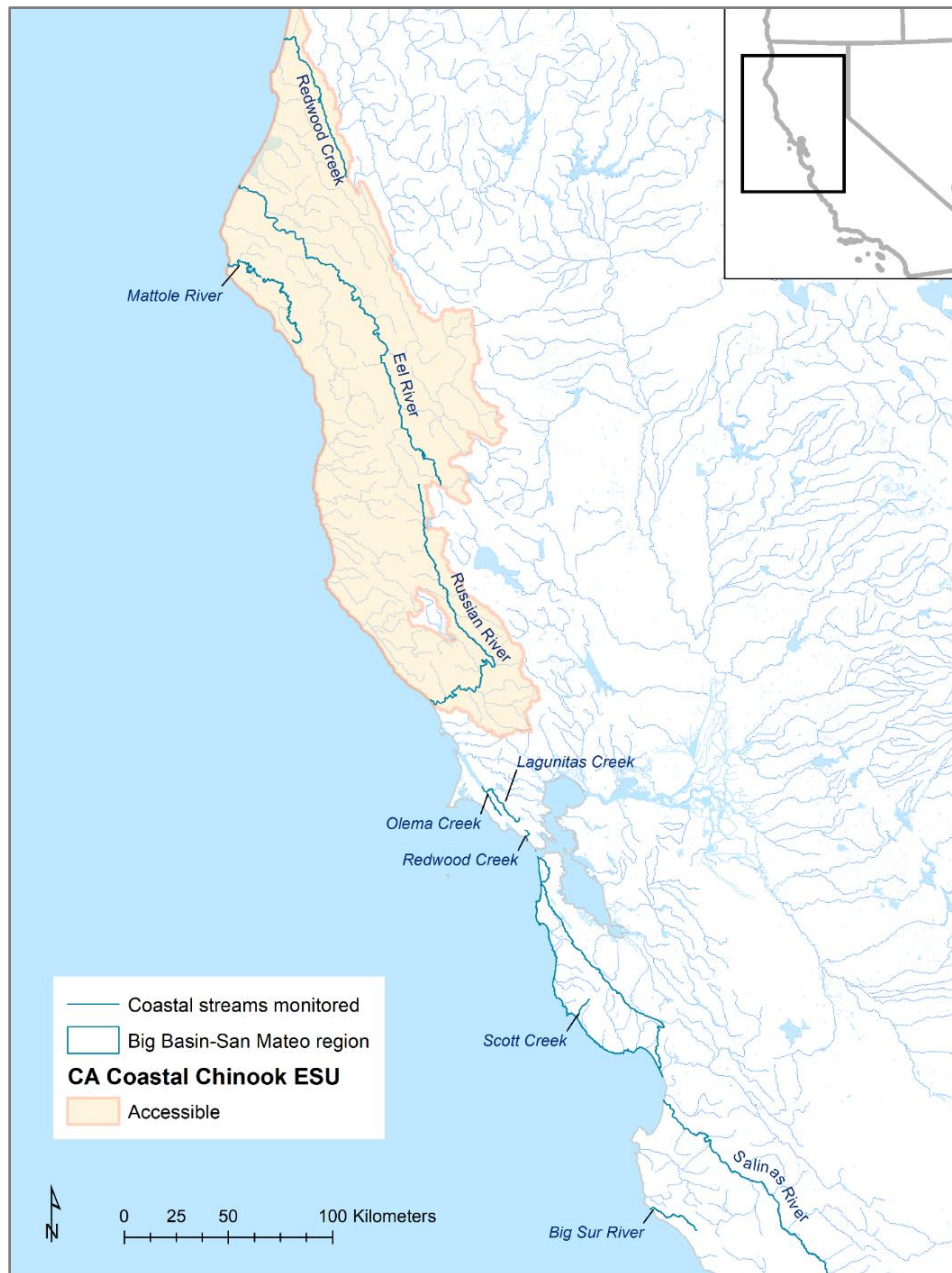 Redwood Creek
Mattole River
Eel River
Russian River
Lagunitas Creek
Olema Creek
Redwood Creek
Scott Creek
Coastal streams monitored
Big Basin-San Mateo region
CA Coastal Chinook ESU
Accessible
Salinas River
Big Sur River
N
0 25 50 100 Kilometers